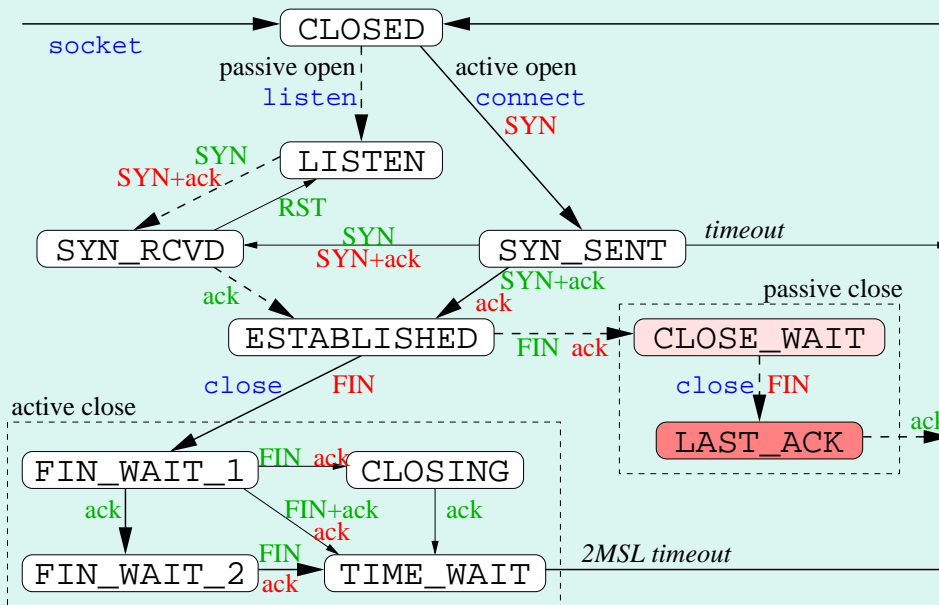 CLOSED
socket
passive open
active open
listen
connect
SYN
LISTEN
SYN
SYN+ack
RST
SYN_RCVD
SYN
SYN+ack
SYN_SENT
timeout
ack
SYN+ack
ack
passive close
ESTABLISHED
FIN ack
CLOSE_WAIT
close
FIN
close FIN
active close
LAST_ACK
ack
FIN_WAIT_1
FIN ack
CLOSING
ack
FIN+ack
ack
ack
FIN_WAIT_2
FIN
ack
TIME_WAIT
2MSL timeout